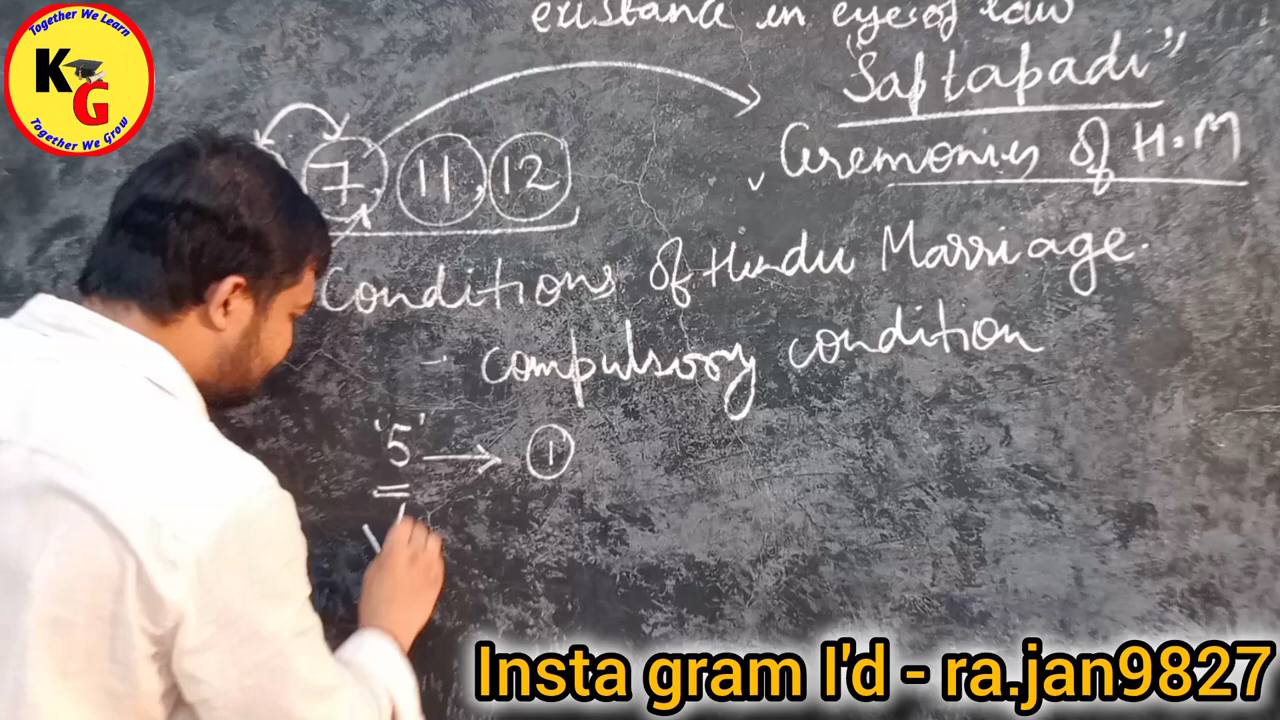 Together We Learn
KG
Together We Grow
existance in eye of law
"Saptapadi"
7, 11, 12
Ceremonies of H.M
Conditions of Hindu Marriage.
- compulsory condition
'5' → ①
Insta gram I'd - ra.jan9827